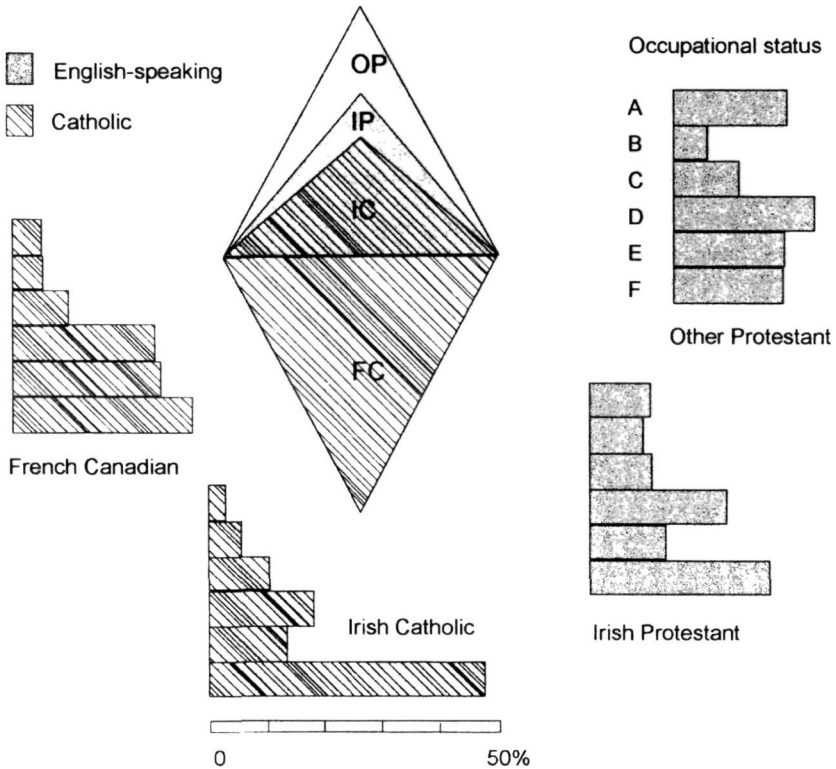 English-speaking
Catholic
OP
IP
IC
FC
Occupational status
A
B
C
D
E
F
Other Protestant
French Canadian
Irish Catholic
Irish Protestant
0 50%